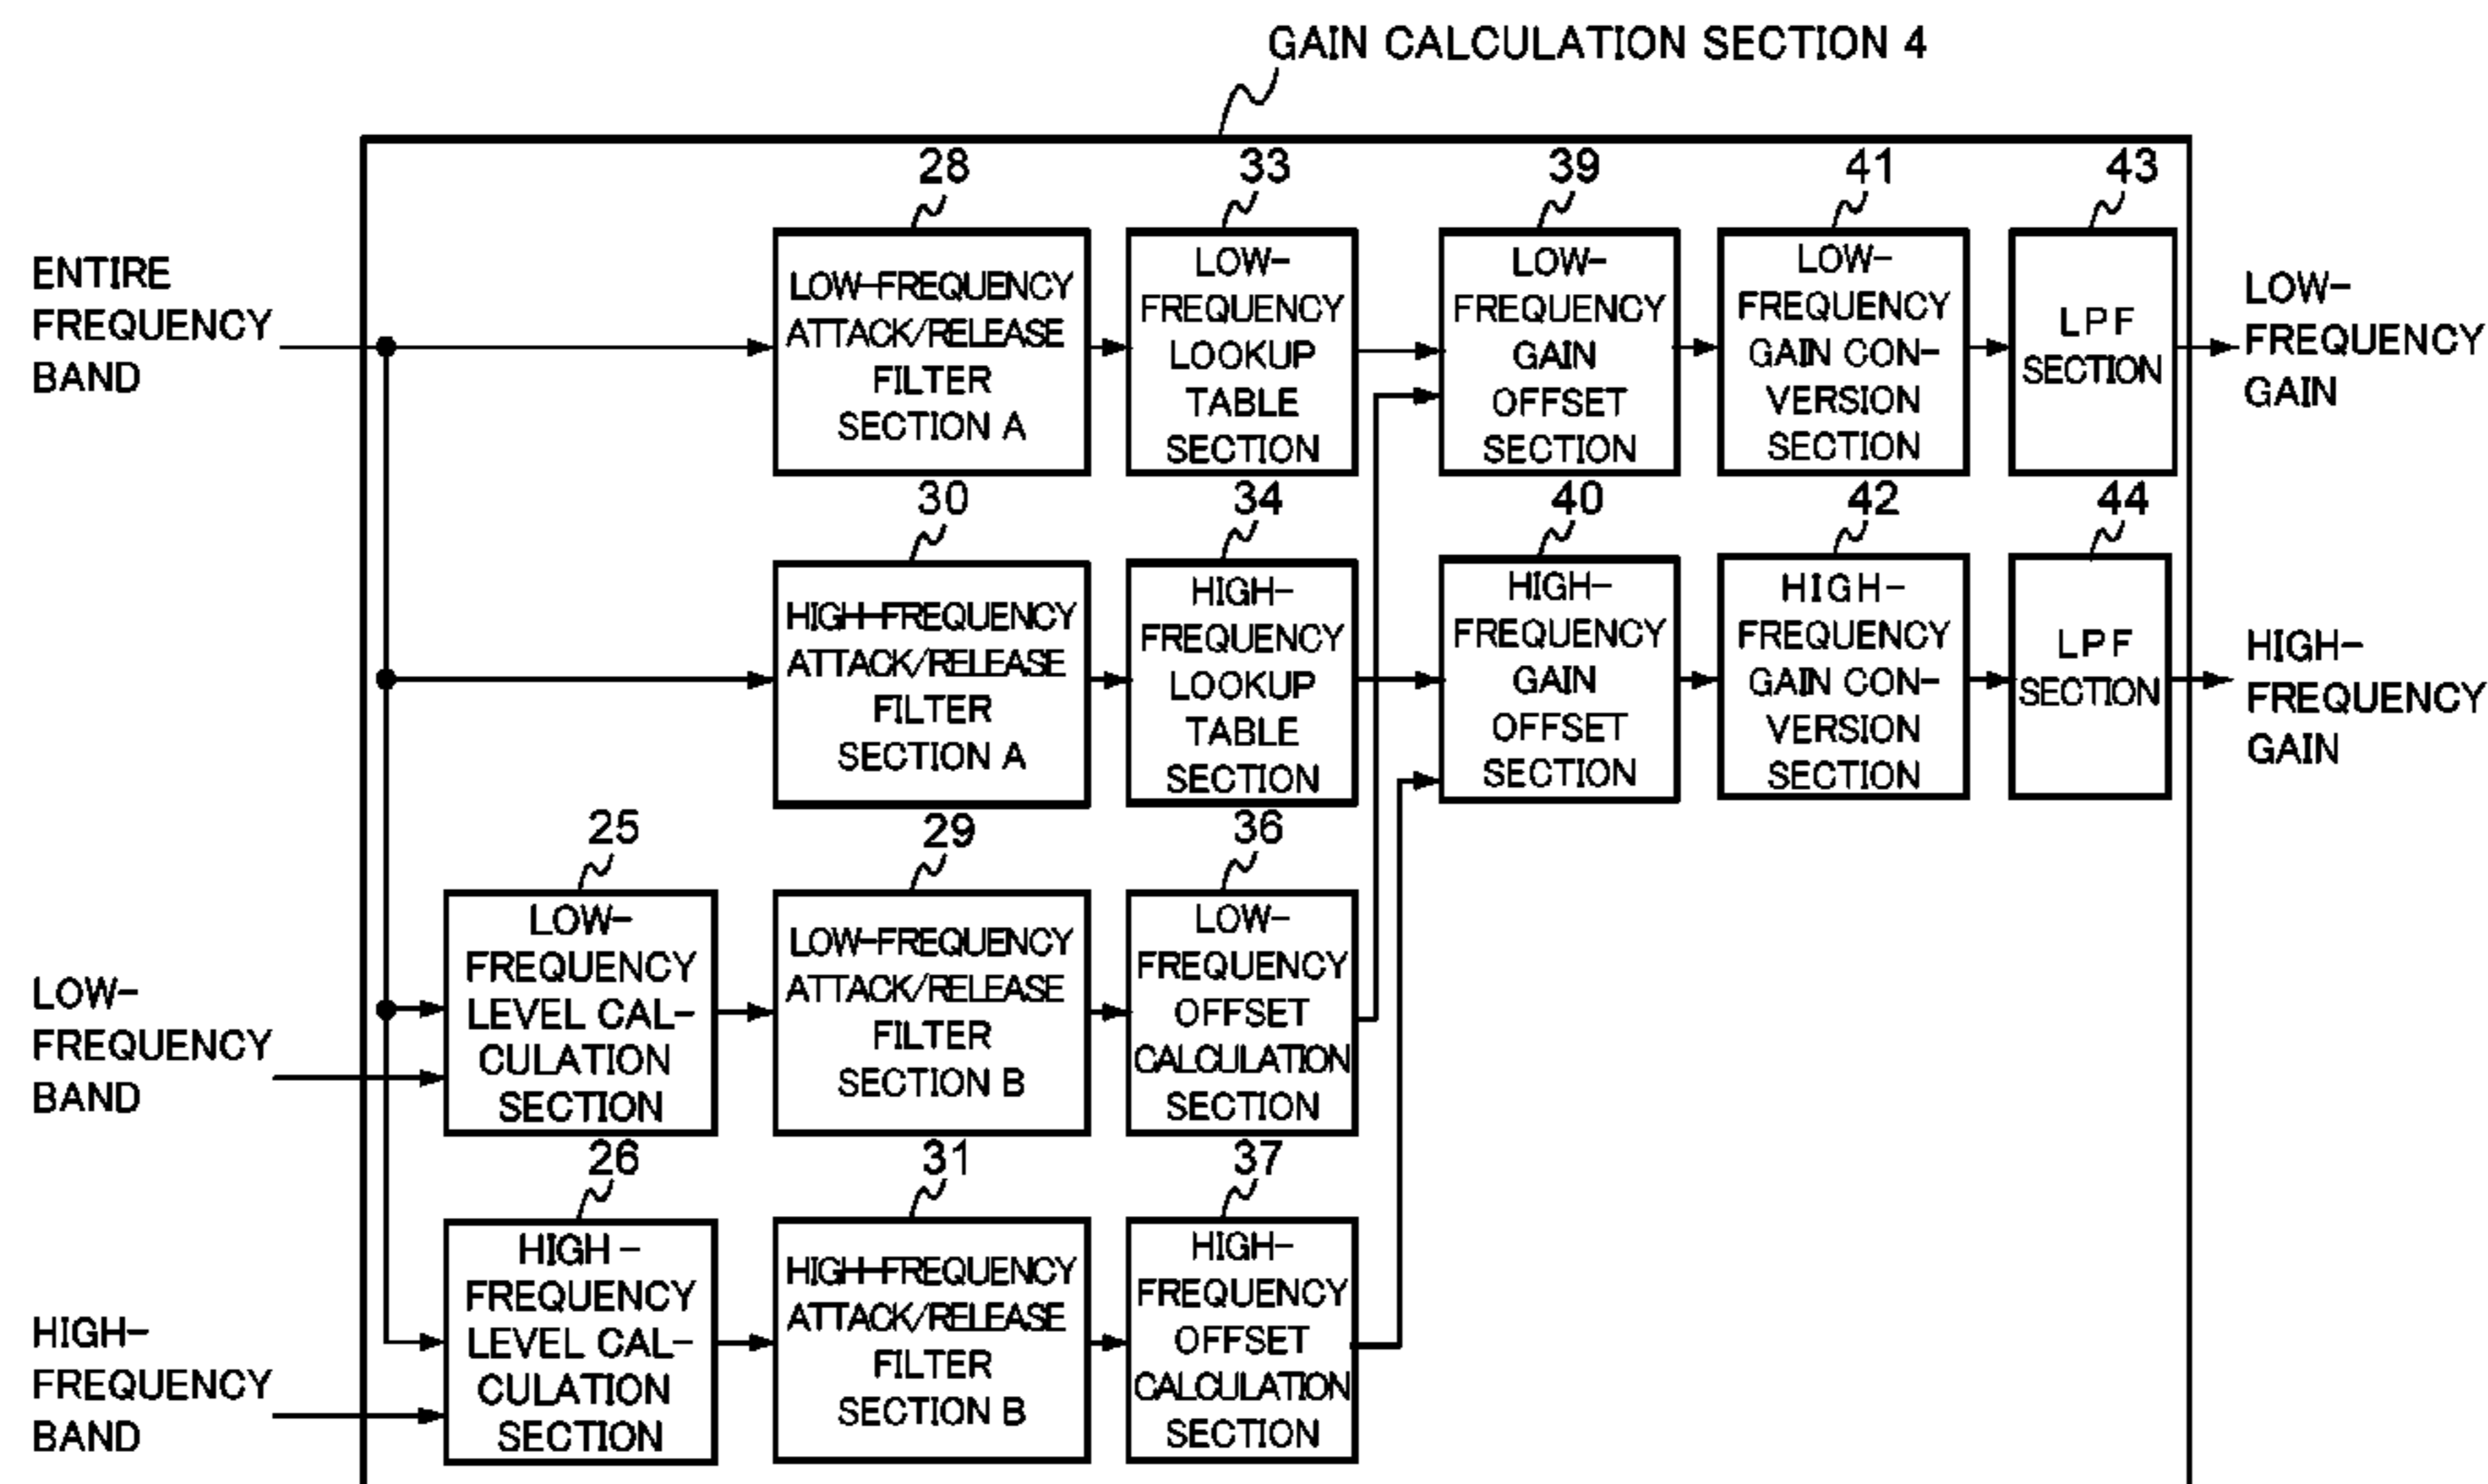 GAIN CALCULATION SECTION 4
28
33
39
41
43
ENTIRE
FREQUENCY
BAND
LOW-FREQUENCY
ATTACK/RELEASE
FILTER
SECTION A
LOW-
FREQUENCY
LOOKUP
TABLE
SECTION
LOW-
FREQUENCY
GAIN
OFFSET
SECTION
LOW-
FREQUENCY
GAIN CON-
VERSION
SECTION
LPF
SECTION
LOW-
FREQUENCY
GAIN
30
34
40
42
44
HIGH-FREQUENCY
ATTACK/RELEASE
FILTER
SECTION A
HIGH-
FREQUENCY
LOOKUP
TABLE
SECTION
HIGH-
FREQUENCY
GAIN
OFFSET
SECTION
HIGH-
FREQUENCY
GAIN CON-
VERSION
SECTION
LPF
SECTION
HIGH-
FREQUENCY
GAIN
25
29
36
LOW-
FREQUENCY
BAND
LOW-
FREQUENCY
LEVEL CAL-
CULATION
SECTION
LOW-FREQUENCY
ATTACK/RELEASE
FILTER
SECTION B
LOW-
FREQUENCY
OFFSET
CALCULATION
SECTION
26
31
37
HIGH-
FREQUENCY
BAND
HIGH-
FREQUENCY
LEVEL CAL-
CULATION
SECTION
HIGH-FREQUENCY
ATTACK/RELEASE
FILTER
SECTION B
HIGH-
FREQUENCY
OFFSET
CALCULATION
SECTION